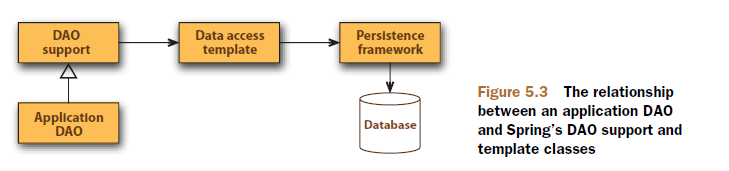 DAO
support
Data access
template
Persistence
framework
Application
DAO
Database
Figure 5.3 The relationship
between an application DAO
and Spring's DAO support and
template classes